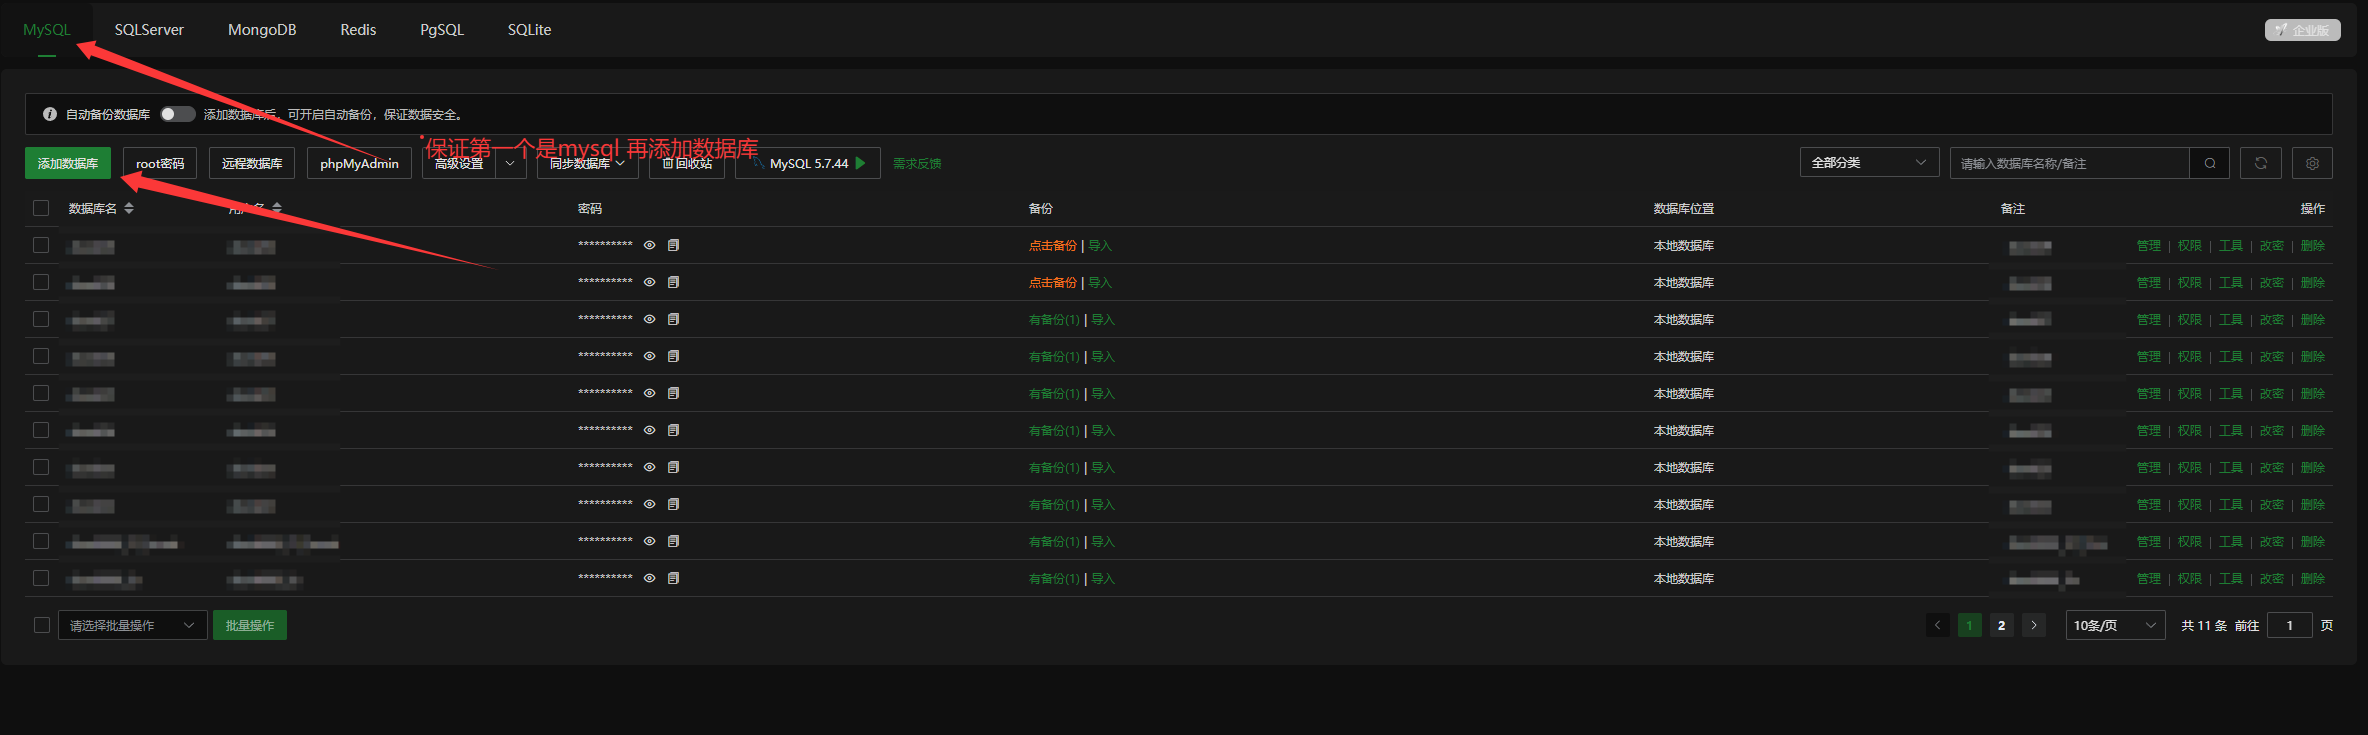 MySQL SQLServer MongoDB Redis PgSQL SQLite 企业版
自动备份数据库 添加数据库后，可开启自动备份，保证数据安全。
保证第一个是mysql 再添加数据库
添加数据库 root密码 远程数据库 phpMyAdmin 高级设置 同步数据库 回收站 MySQL 5.7.44 需求反馈 全部分类 请输入数据库名称/备注
数据库名 用户名 密码 备份 数据库位置 备注 操作
********** 点击备份 | 导入 本地数据库 管理 | 权限 | 工具 | 改密 | 删除
********** 点击备份 | 导入 本地数据库 管理 | 权限 | 工具 | 改密 | 删除
********** 有备份(1) | 导入 本地数据库 管理 | 权限 | 工具 | 改密 | 删除
********** 有备份(1) | 导入 本地数据库 管理 | 权限 | 工具 | 改密 | 删除
********** 有备份(1) | 导入 本地数据库 管理 | 权限 | 工具 | 改密 | 删除
********** 有备份(1) | 导入 本地数据库 管理 | 权限 | 工具 | 改密 | 删除
********** 有备份(1) | 导入 本地数据库 管理 | 权限 | 工具 | 改密 | 删除
********** 有备份(1) | 导入 本地数据库 管理 | 权限 | 工具 | 改密 | 删除
********** 有备份(1) | 导入 本地数据库 管理 | 权限 | 工具 | 改密 | 删除
********** 有备份(1) | 导入 本地数据库 管理 | 权限 | 工具 | 改密 | 删除
请选择批量操作 批量操作 1 2 10条/页 共 11 条 前往 1 页